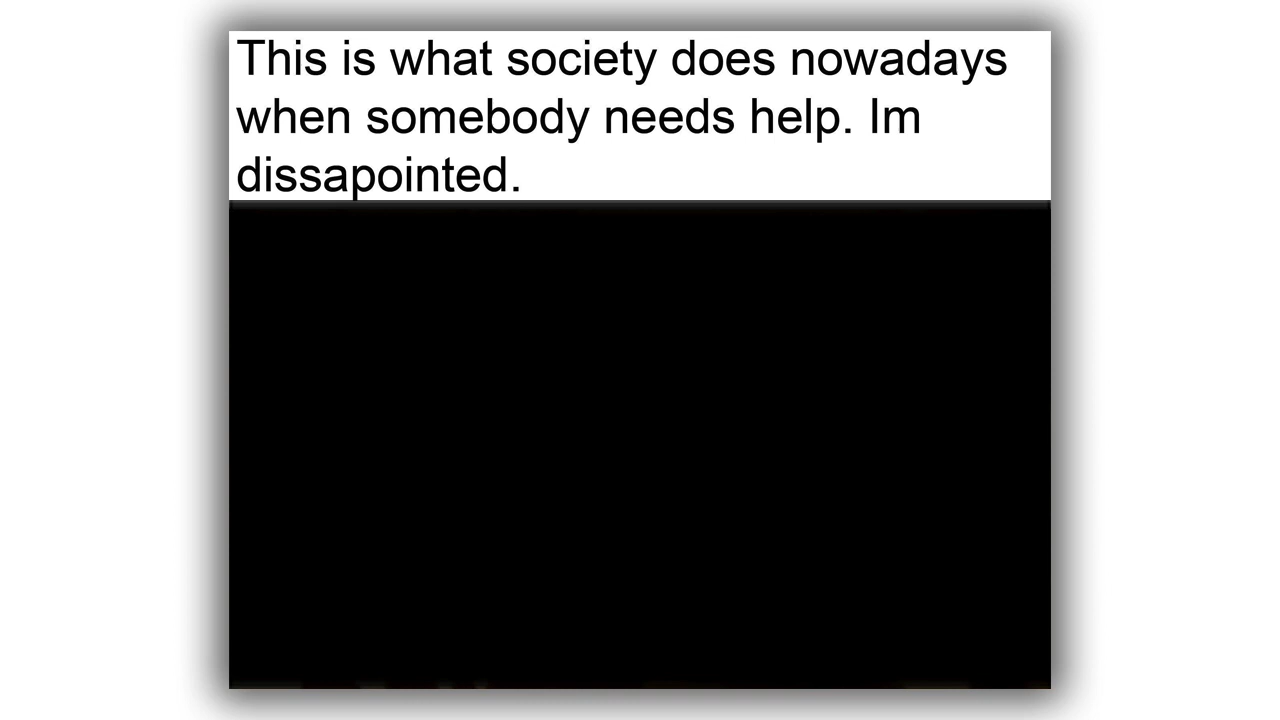 This is what society does nowadays
when somebody needs help. Im
dissapointed.